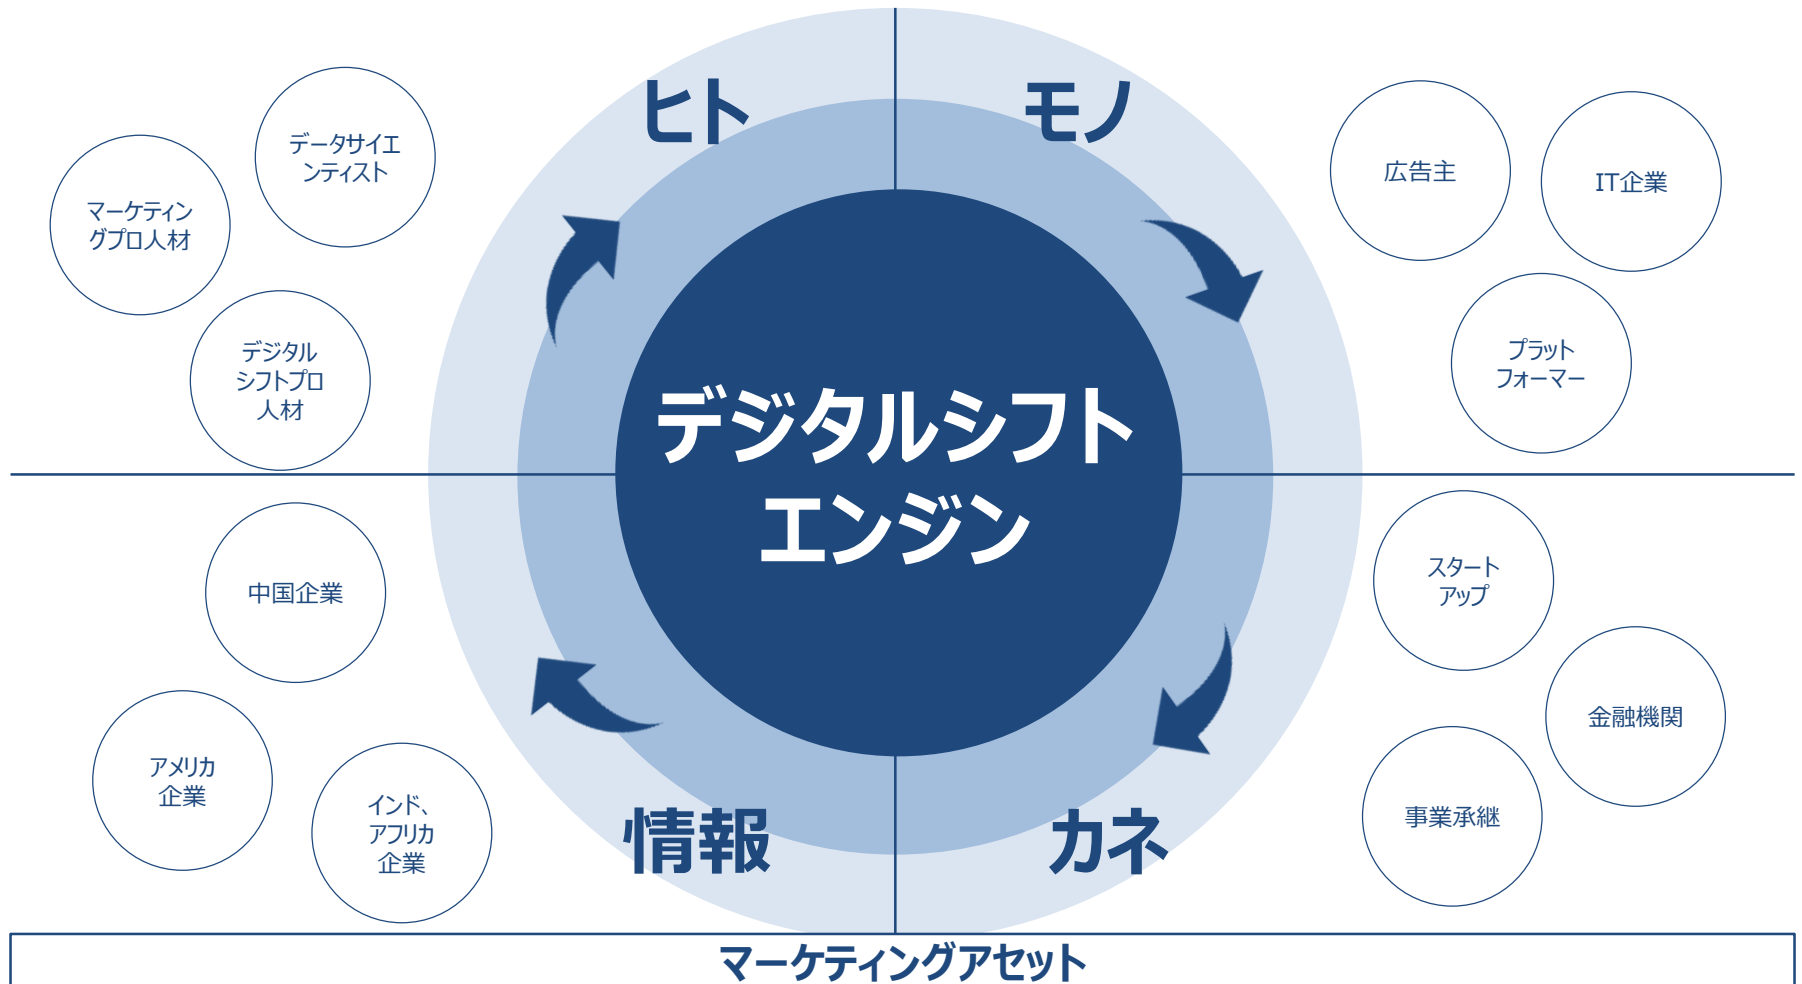 ヒト
モノ
データサイエ
ンティスト
マーケティン
グプロ人材
デジタル
シフトプロ
人材
広告主
IT企業
プラット
フォーマー
デジタルシフト
エンジン
中国企業
アメリカ
企業
インド、
アフリカ
企業
スタート
アップ
金融機関
事業承継
情報
カネ
マーケティングアセット